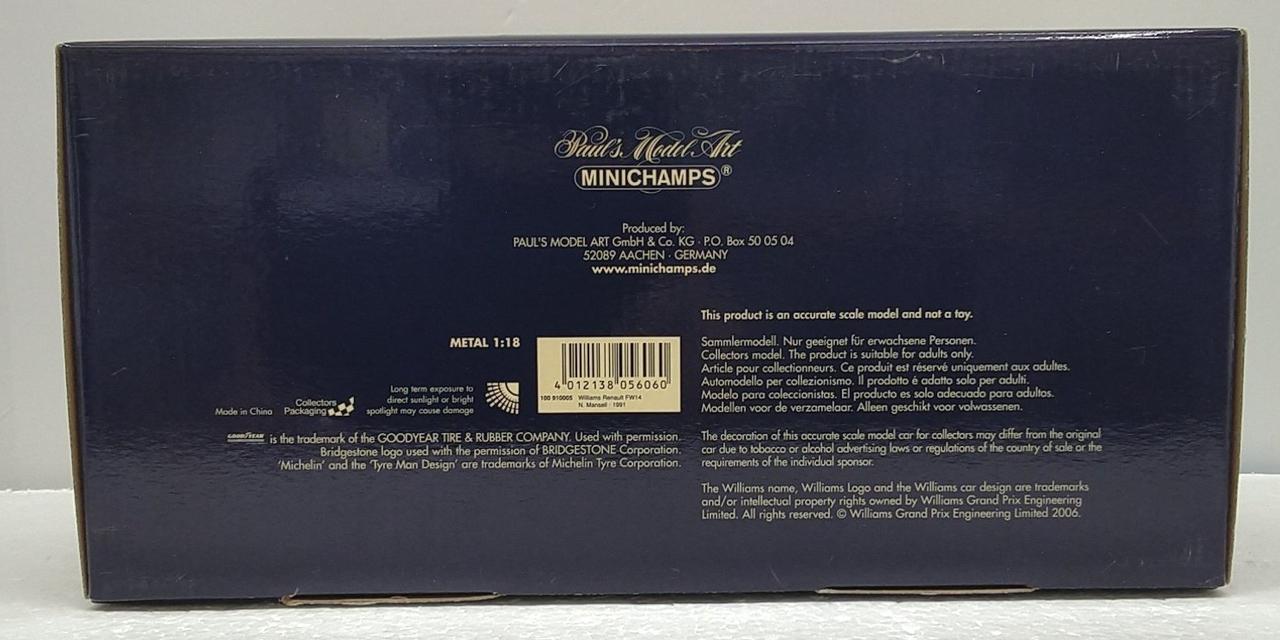 Paul's Model Art
MINICHAMPS®
Produced by:
PAUL'S MODEL ART GmbH & Co. KG · P.O. Box 50 05 04
52089 AACHEN · GERMANY
www.minichamps.de
METAL 1:18
4 012138 056060
100 910005 Williams Renault FW14
N. Mansell · 1991
Long term exposure to
direct sunlight or bright
spotlight may cause damage
Made in China
Collectors
Packaging
GOODYEAR is the trademark of the GOODYEAR TIRE & RUBBER COMPANY. Used with permission.
Bridgestone logo used with the permission of BRIDGESTONE Corporation.
'Michelin' and the 'Tyre Man Design' are trademarks of Michelin Tyre Corporation.
This product is an accurate scale model and not a toy.
Sammlermodell. Nur geeignet für erwachsene Personen.
Collectors model. The product is suitable for adults only.
Article pour collectionneurs. Ce produit est réservé uniquement aux adultes.
Automodello per collezionismo. Il prodotto é adatto solo per adulti.
Modelo para coleccionistas. El producto es solo adecuado para adultos.
Modellen voor de verzamelaar. Alleen geschikt voor volwassenen.
The decoration of this accurate scale model car for collectors may differ from the original
car due to tobacco or alcohol advertising laws or regulations of the country of sale or the
requirements of the individual sponsor.
The Williams name, Williams Logo and the Williams car design are trademarks
and/or intellectual property rights owned by Williams Grand Prix Engineering
Limited. All rights reserved. © Williams Grand Prix Engineering Limited 2006.